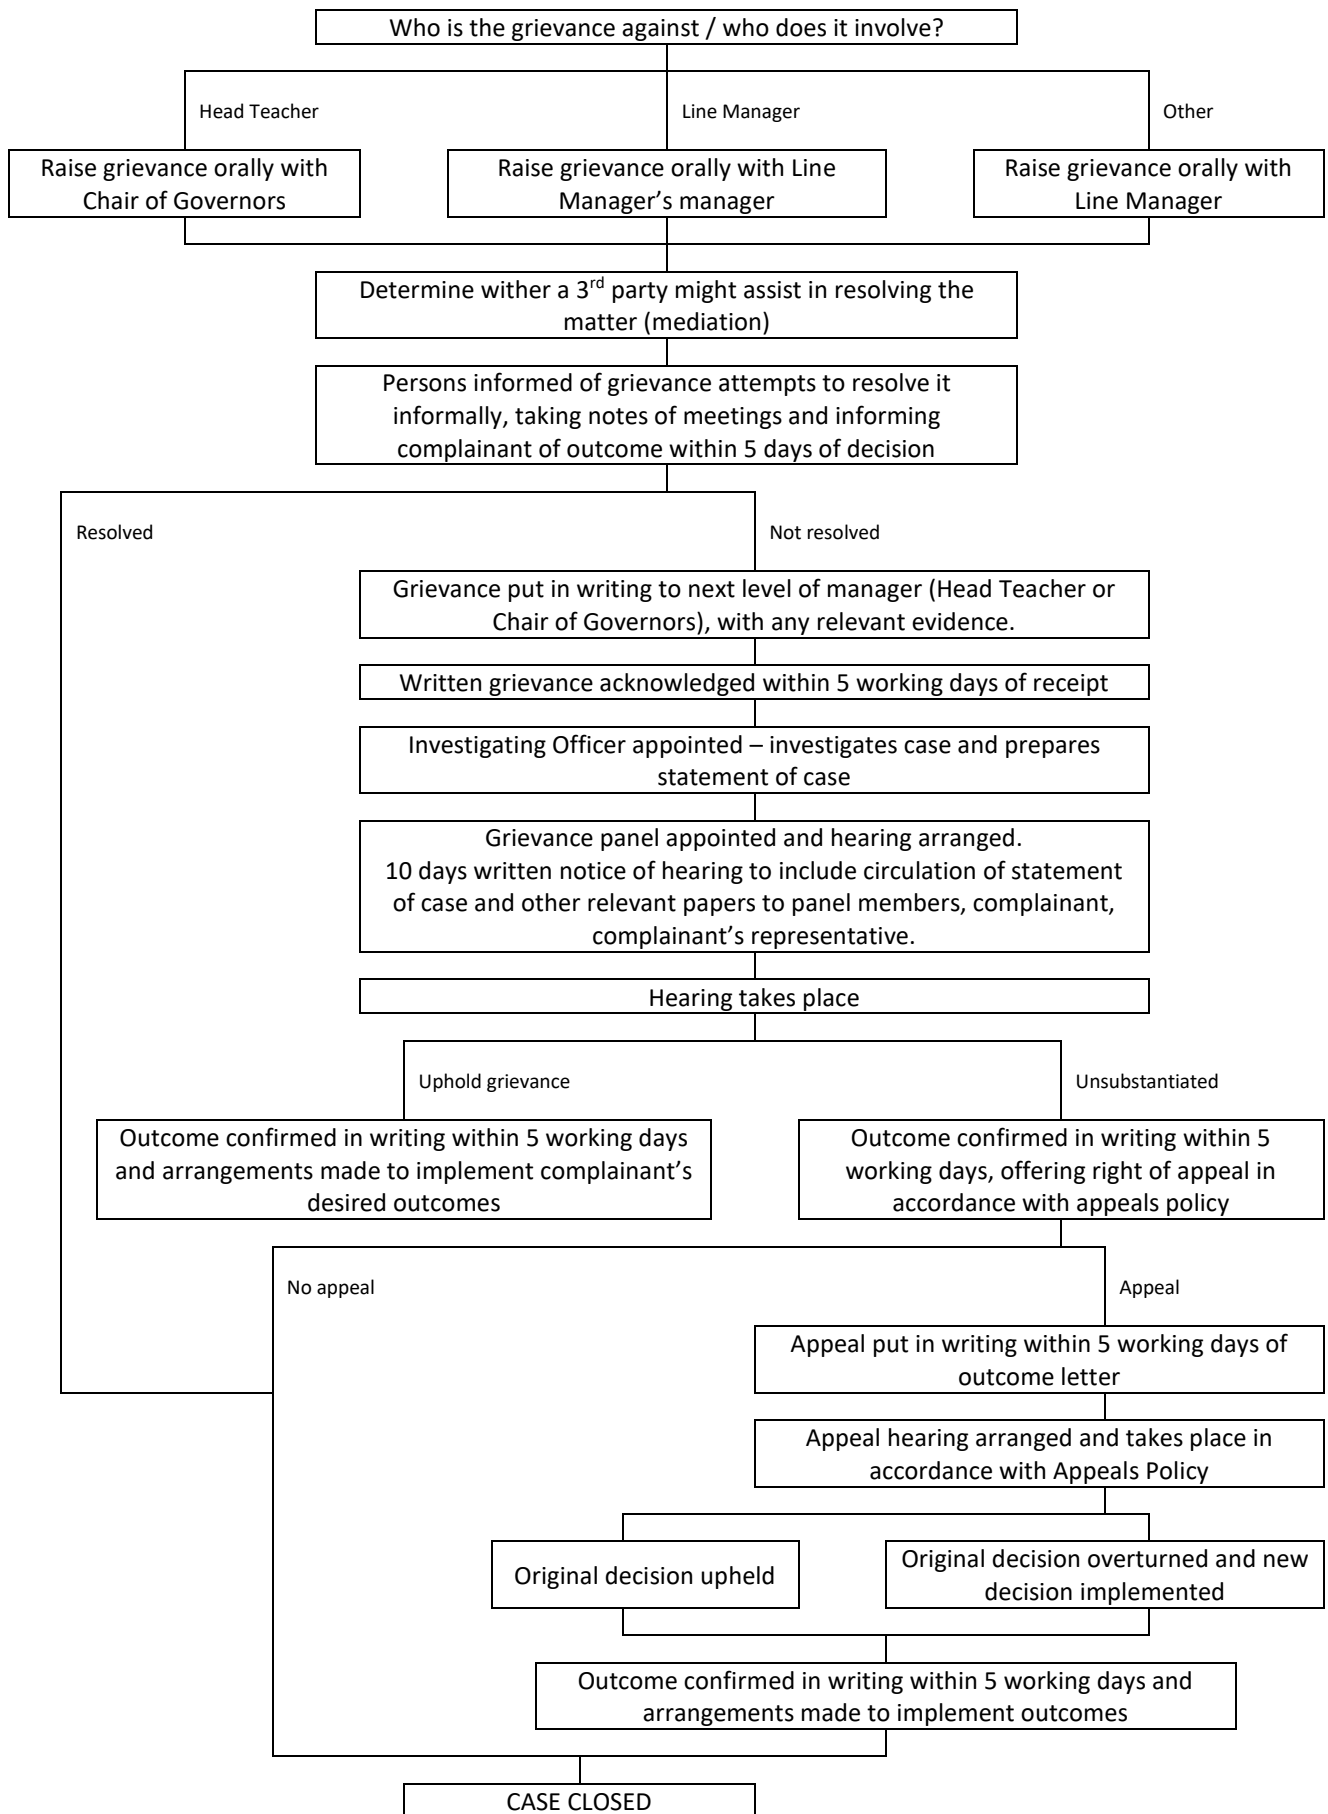 Who is the grievance against / who does it involve?
Head Teacher
Line Manager
Other
Raise grievance orally with
Chair of Governors
Raise grievance orally with Line
Manager’s manager
Raise grievance orally with
Line Manager
Determine wither a 3rd party might assist in resolving the
matter (mediation)
Persons informed of grievance attempts to resolve it
informally, taking notes of meetings and informing
complainant of outcome within 5 days of decision
Resolved
Not resolved
Grievance put in writing to next level of manager (Head Teacher or
Chair of Governors), with any relevant evidence.
Written grievance acknowledged within 5 working days of receipt
Investigating Officer appointed – investigates case and prepares
statement of case
Grievance panel appointed and hearing arranged.
10 days written notice of hearing to include circulation of statement
of case and other relevant papers to panel members, complainant,
complainant’s representative.
Hearing takes place
Uphold grievance
Unsubstantiated
Outcome confirmed in writing within 5 working days
and arrangements made to implement complainant’s
desired outcomes
Outcome confirmed in writing within 5
working days, offering right of appeal in
accordance with appeals policy
No appeal
Appeal
Appeal put in writing within 5 working days of
outcome letter
Appeal hearing arranged and takes place in
accordance with Appeals Policy
Original decision upheld
Original decision overturned and new
decision implemented
Outcome confirmed in writing within 5 working days and
arrangements made to implement outcomes
CASE CLOSED